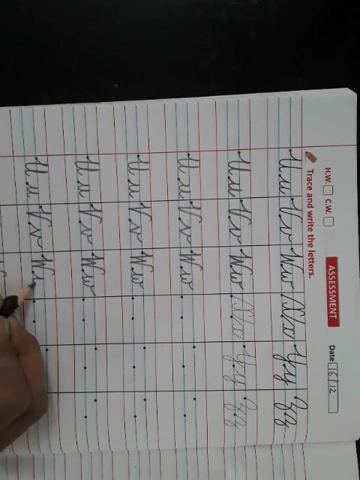 H.W. C.W. ASSESSMENT Date 16/12
Trace and write the letters.
Uu Vv Ww Xx Yy Zz
Uu Vv Ww Xx Yy Zz
Uu Vv Ww
Uu Vv Ww
Uu Vv Ww
Uu Vv Ww